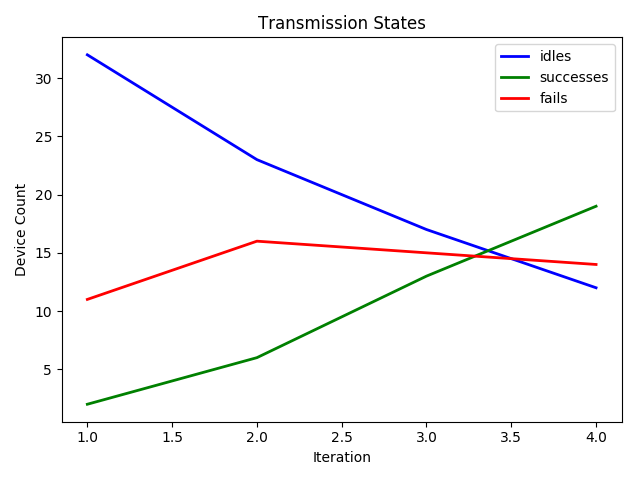 Transmission States
idles
successes
fails
Device Count
30
25
20
15
10
5
1.0 1.5 2.0 2.5 3.0 3.5 4.0
Iteration